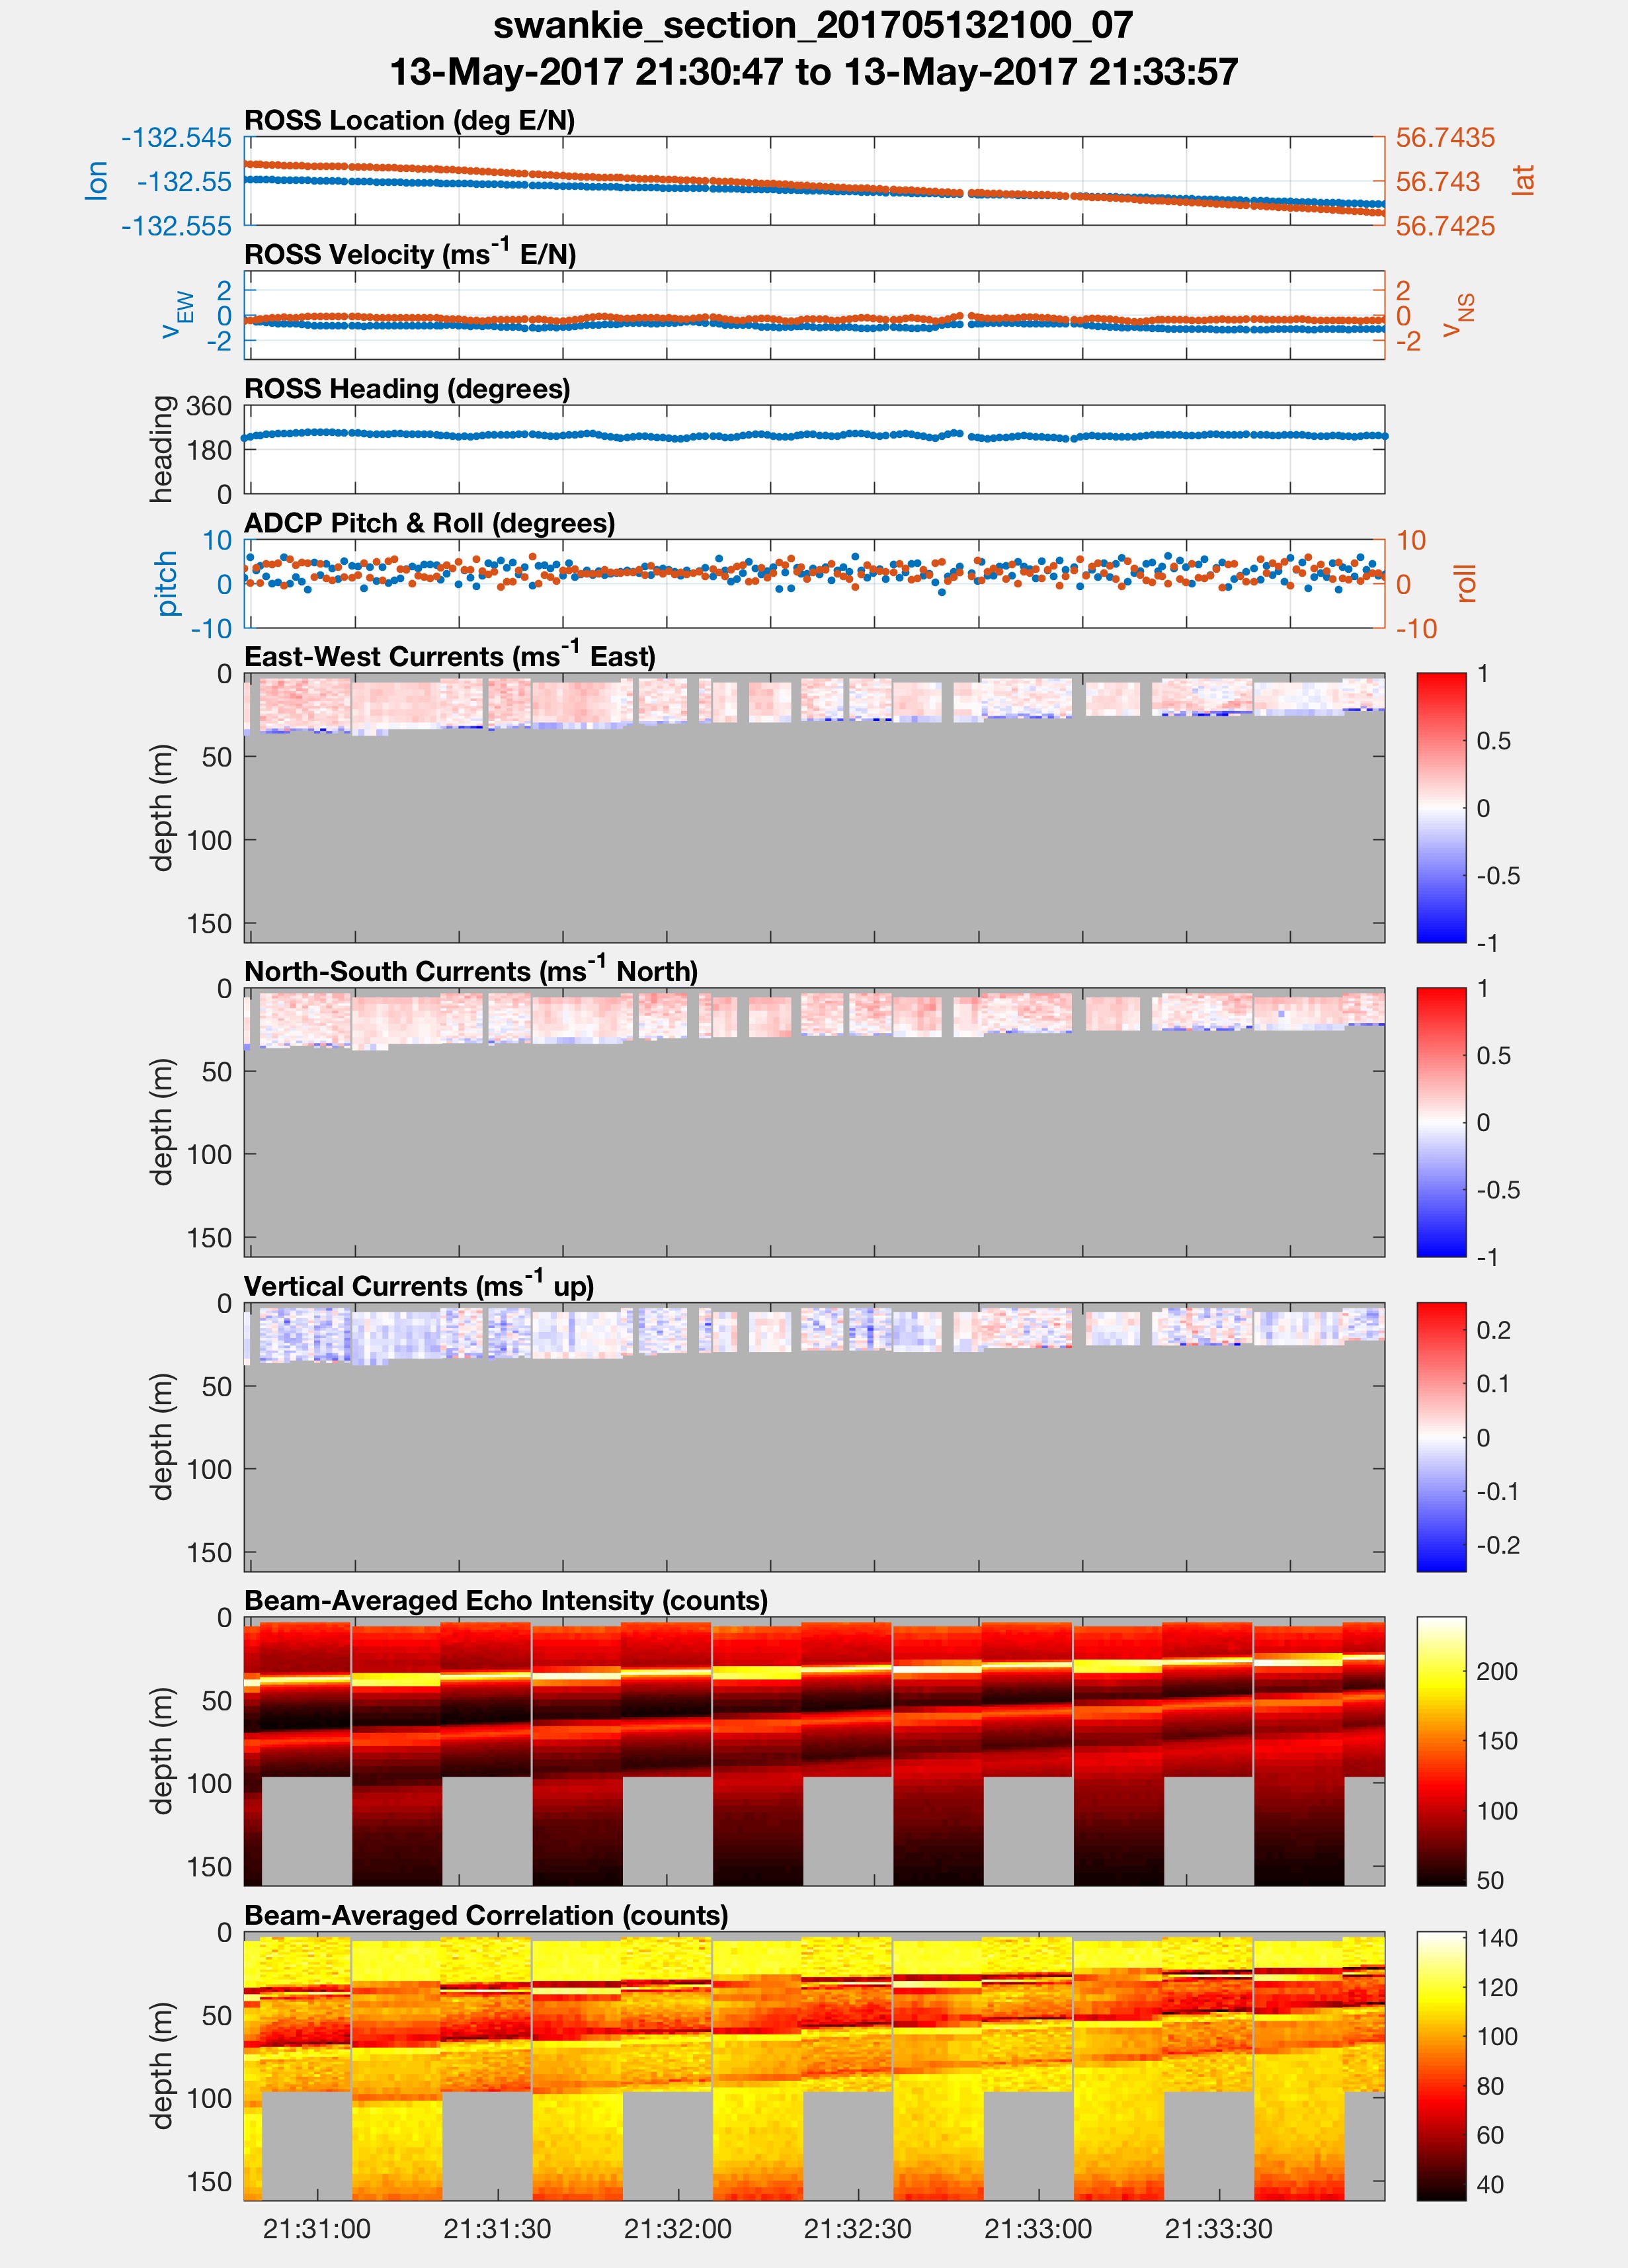 swankie_section_201705132100_07
13-May-2017 21:30:47 to 13-May-2017 21:33:57
ROSS Location (deg E/N)
-132.545
-132.55
-132.555
lon
56.7435
56.743
56.7425
lat
ROSS Velocity (ms-1 E/N)
2
0
-2
vEW
2
0
-2
vNS
ROSS Heading (degrees)
360
180
0
heading
ADCP Pitch & Roll (degrees)
10
0
-10
pitch
10
0
-10
roll
East-West Currents (ms-1 East)
0
50
100
150
depth (m)
1
0.5
0
-0.5
-1
North-South Currents (ms-1 North)
0
50
100
150
depth (m)
1
0.5
0
-0.5
-1
Vertical Currents (ms-1 up)
0
50
100
150
depth (m)
0.2
0.1
0
-0.1
-0.2
Beam-Averaged Echo Intensity (counts)
0
50
100
150
depth (m)
200
150
100
50
Beam-Averaged Correlation (counts)
0
50
100
150
depth (m)
140
120
100
80
60
40
21:31:00 21:31:30 21:32:00 21:32:30 21:33:00 21:33:30